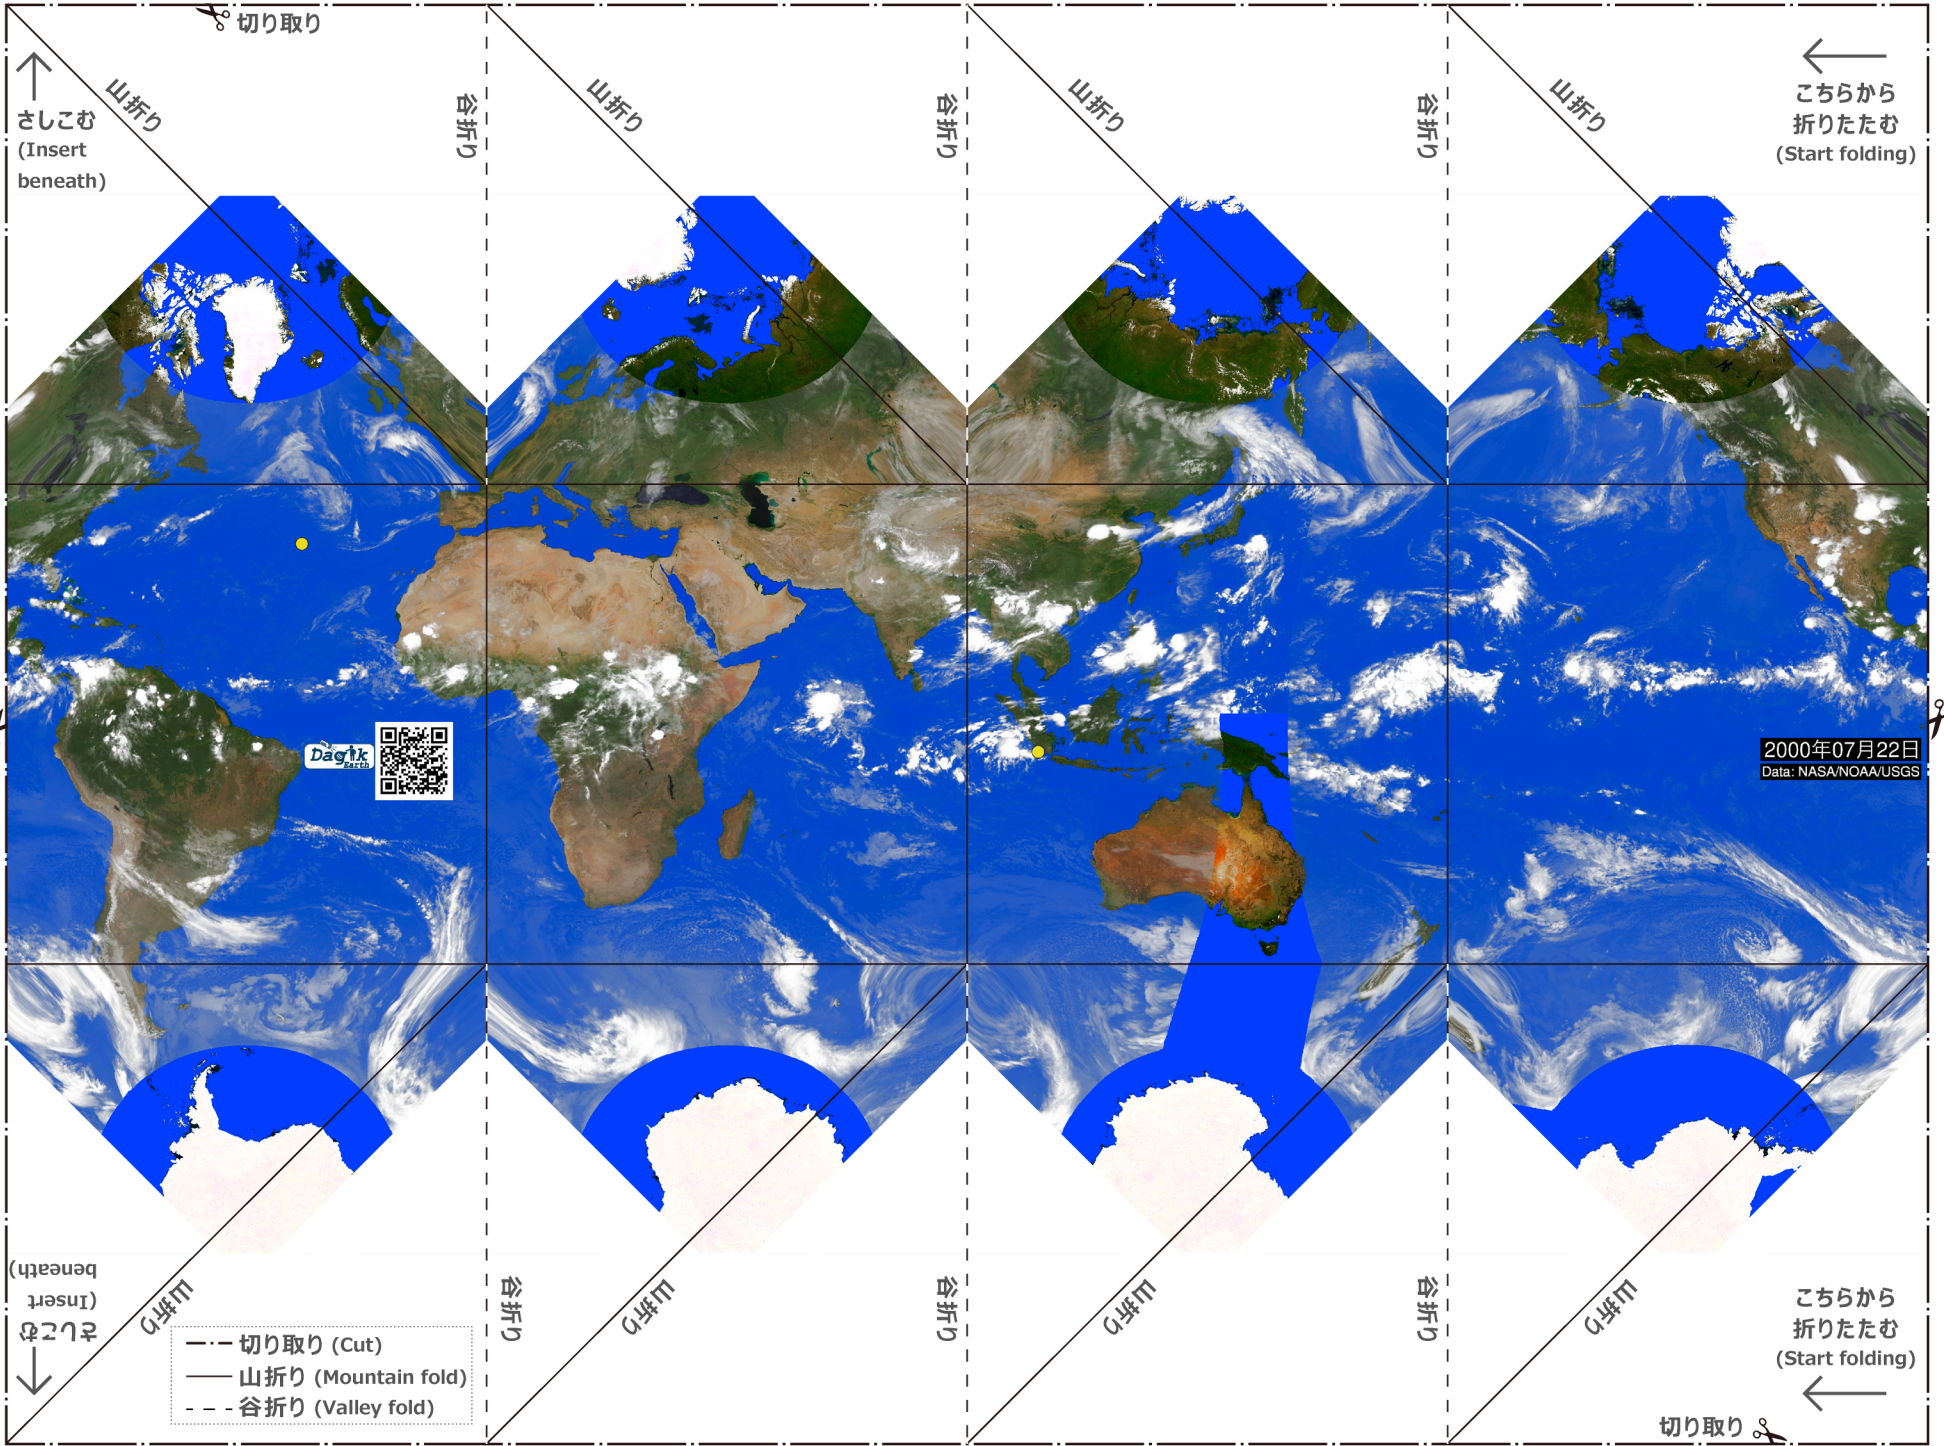 切り取り
山折り
谷折り
山折り
谷折り
山折り
谷折り
山折り
さしこむ
(Insert
beneath)
こちらから
折りたたむ
(Start folding)
Dagik
Earth
2000年07月22日
Data: NASA/NOAA/USGS
さしこむ
(Insert
beneath)
山折り
谷折り
山折り
谷折り
山折り
谷折り
山折り
切り取り (Cut)
山折り (Mountain fold)
谷折り (Valley fold)
こちらから
折りたたむ
(Start folding)
切り取り